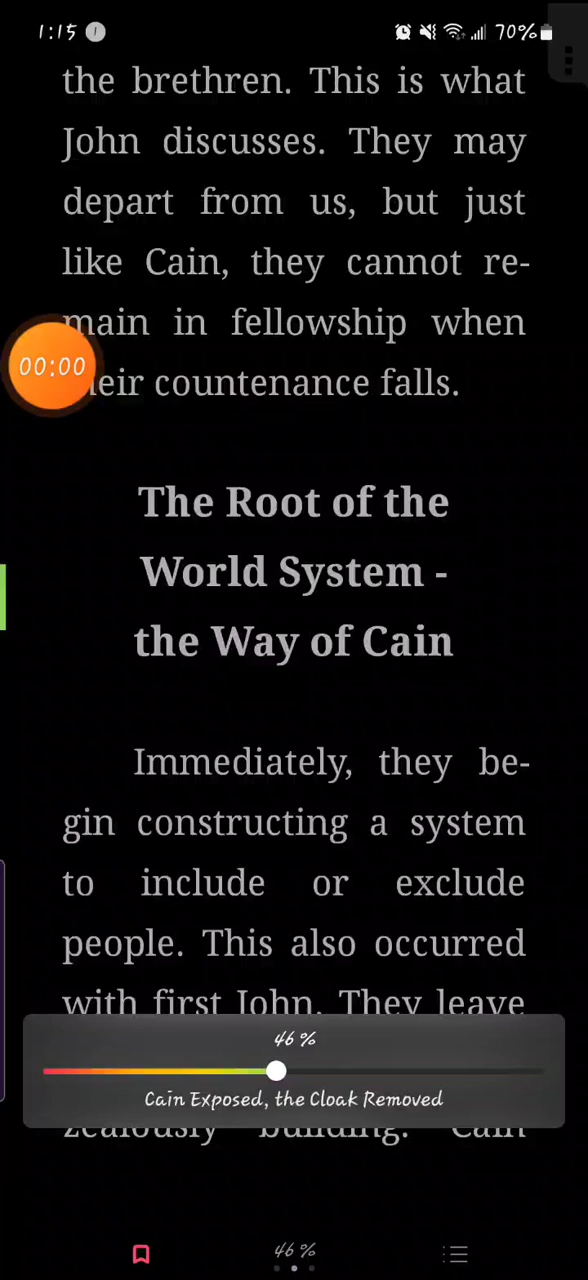 1:15
70%
the brethren. This is what
John discusses. They may
depart from us, but just
like Cain, they cannot re-
main in fellowship when
00:00
heir countenance falls.
The Root of the
World System -
the Way of Cain
Immediately, they be-
gin constructing a system
to include or exclude
people. This also occurred
with first John. They leave
46%
Cain Exposed, the Cloak Removed
zealously building. Cain
46%